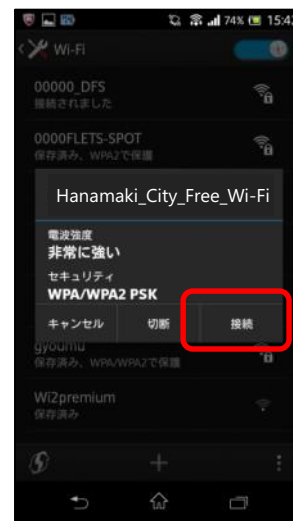 74% 15:42
Wi-Fi
00000_DFS
接続されました
0000FLETS-SPOT
保存済み、WPA2で保護
Hanamaki_City_Free_Wi-Fi
電波強度
非常に強い
セキュリティ
WPA/WPA2 PSK
キャンセル 切断 接続
gyoumu
保存済み、WPA/WPA2で保護
Wi2premium
保存済み